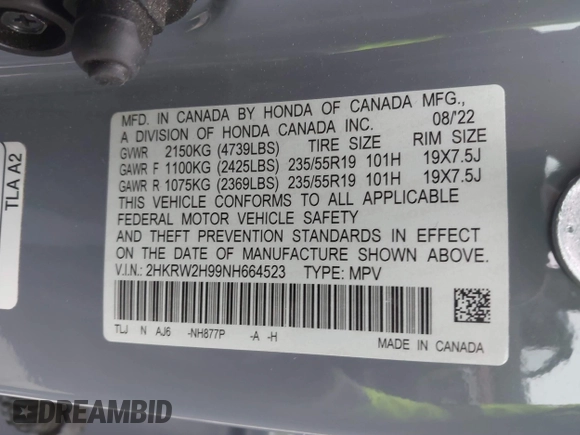 MFD. IN CANADA BY HONDA OF CANADA MFG.,
A DIVISION OF HONDA CANADA INC. 08/'22
GVWR 2150KG (4739LBS) TIRE SIZE RIM SIZE
GAWR F 1100KG (2425LBS) 235/55R19 101H 19X7.5J
GAWR R 1075KG (2369LBS) 235/55R19 101H 19X7.5J
THIS VEHICLE CONFORMS TO ALL APPLICABLE
FEDERAL MOTOR VEHICLE SAFETY
AND THEFT PREVENTION STANDARDS IN EFFECT
ON THE DATE OF MANUFACTURE SHOWN ABOVE.
V.I.N.: 2HKRW2H99NH664523 TYPE: MPV
TLJ N AJ6 -NH877P -A -H
MADE IN CANADA
TLA A2
DREAMBID